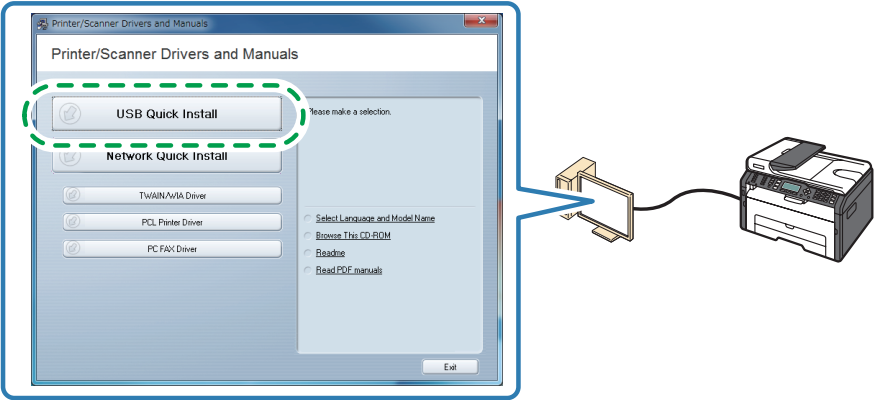 Printer/Scanner Drivers and Manuals
Printer/Scanner Drivers and Manuals
USB Quick Install
Network Quick Install
TWAIN/WIA Driver
PCL Printer Driver
PC FAX Driver
Please make a selection.
Select Language and Model Name
Browse This CD-ROM
Readme
Read PDF manuals
Exit